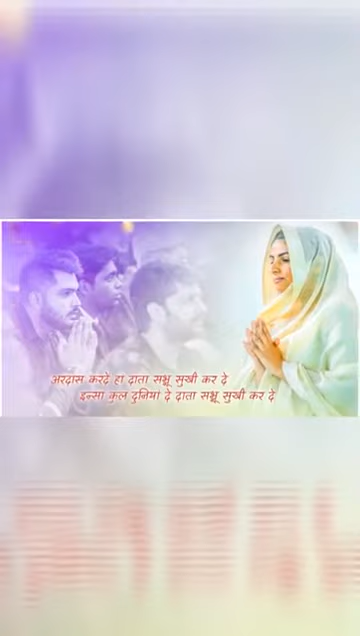 अरदास करदे हां दाता सभ्नू सुखी कर दे
इन्सां कुल दुनियां दे दाता सभ्नू सुखी कर दे